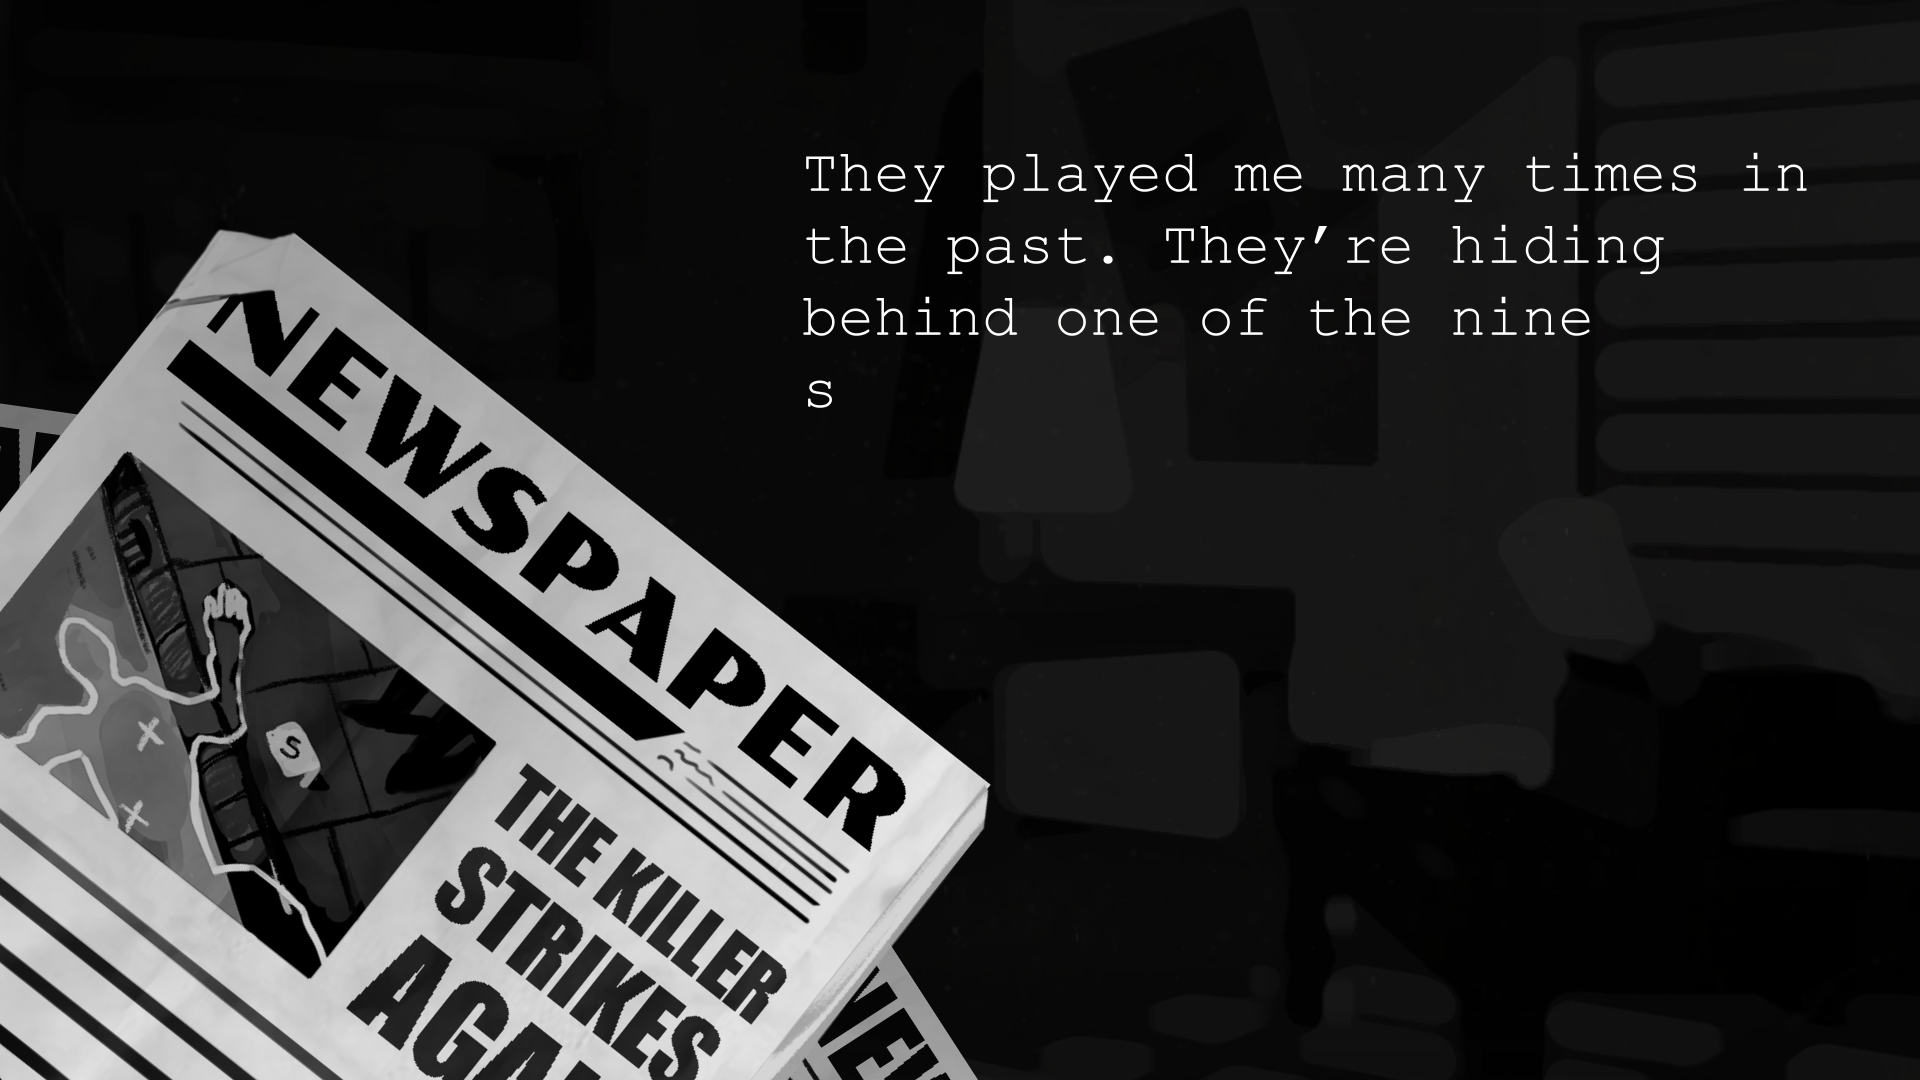 They played me many times in
the past. They’re hiding
behind one of the nine
s
NEWSPAPER
S
THE KILLER
STRIKES